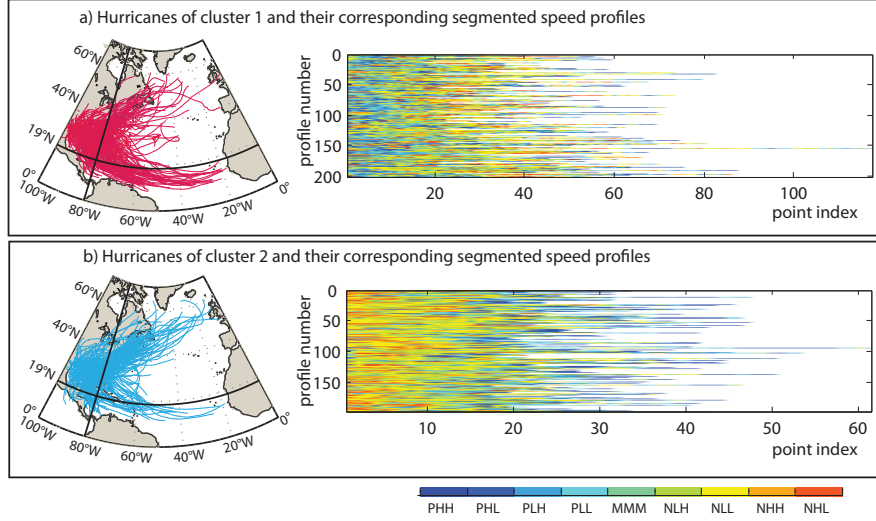 a) Hurricanes of cluster 1 and their corresponding segmented speed profiles
60°N
40°N
19°N
0°
100°W
80°W
60°W
40°W
20°W
0°
profile number
0
50
100
150
200
20
40
60
80
100
point index
b) Hurricanes of cluster 2 and their corresponding segmented speed profiles
60°N
40°N
19°N
0°
100°W
80°W
60°W
40°W
20°W
0°
profile number
0
50
100
150
10
20
30
40
50
60
point index
PHH PHL PLH PLL MMM NLH NLL NHH NHL